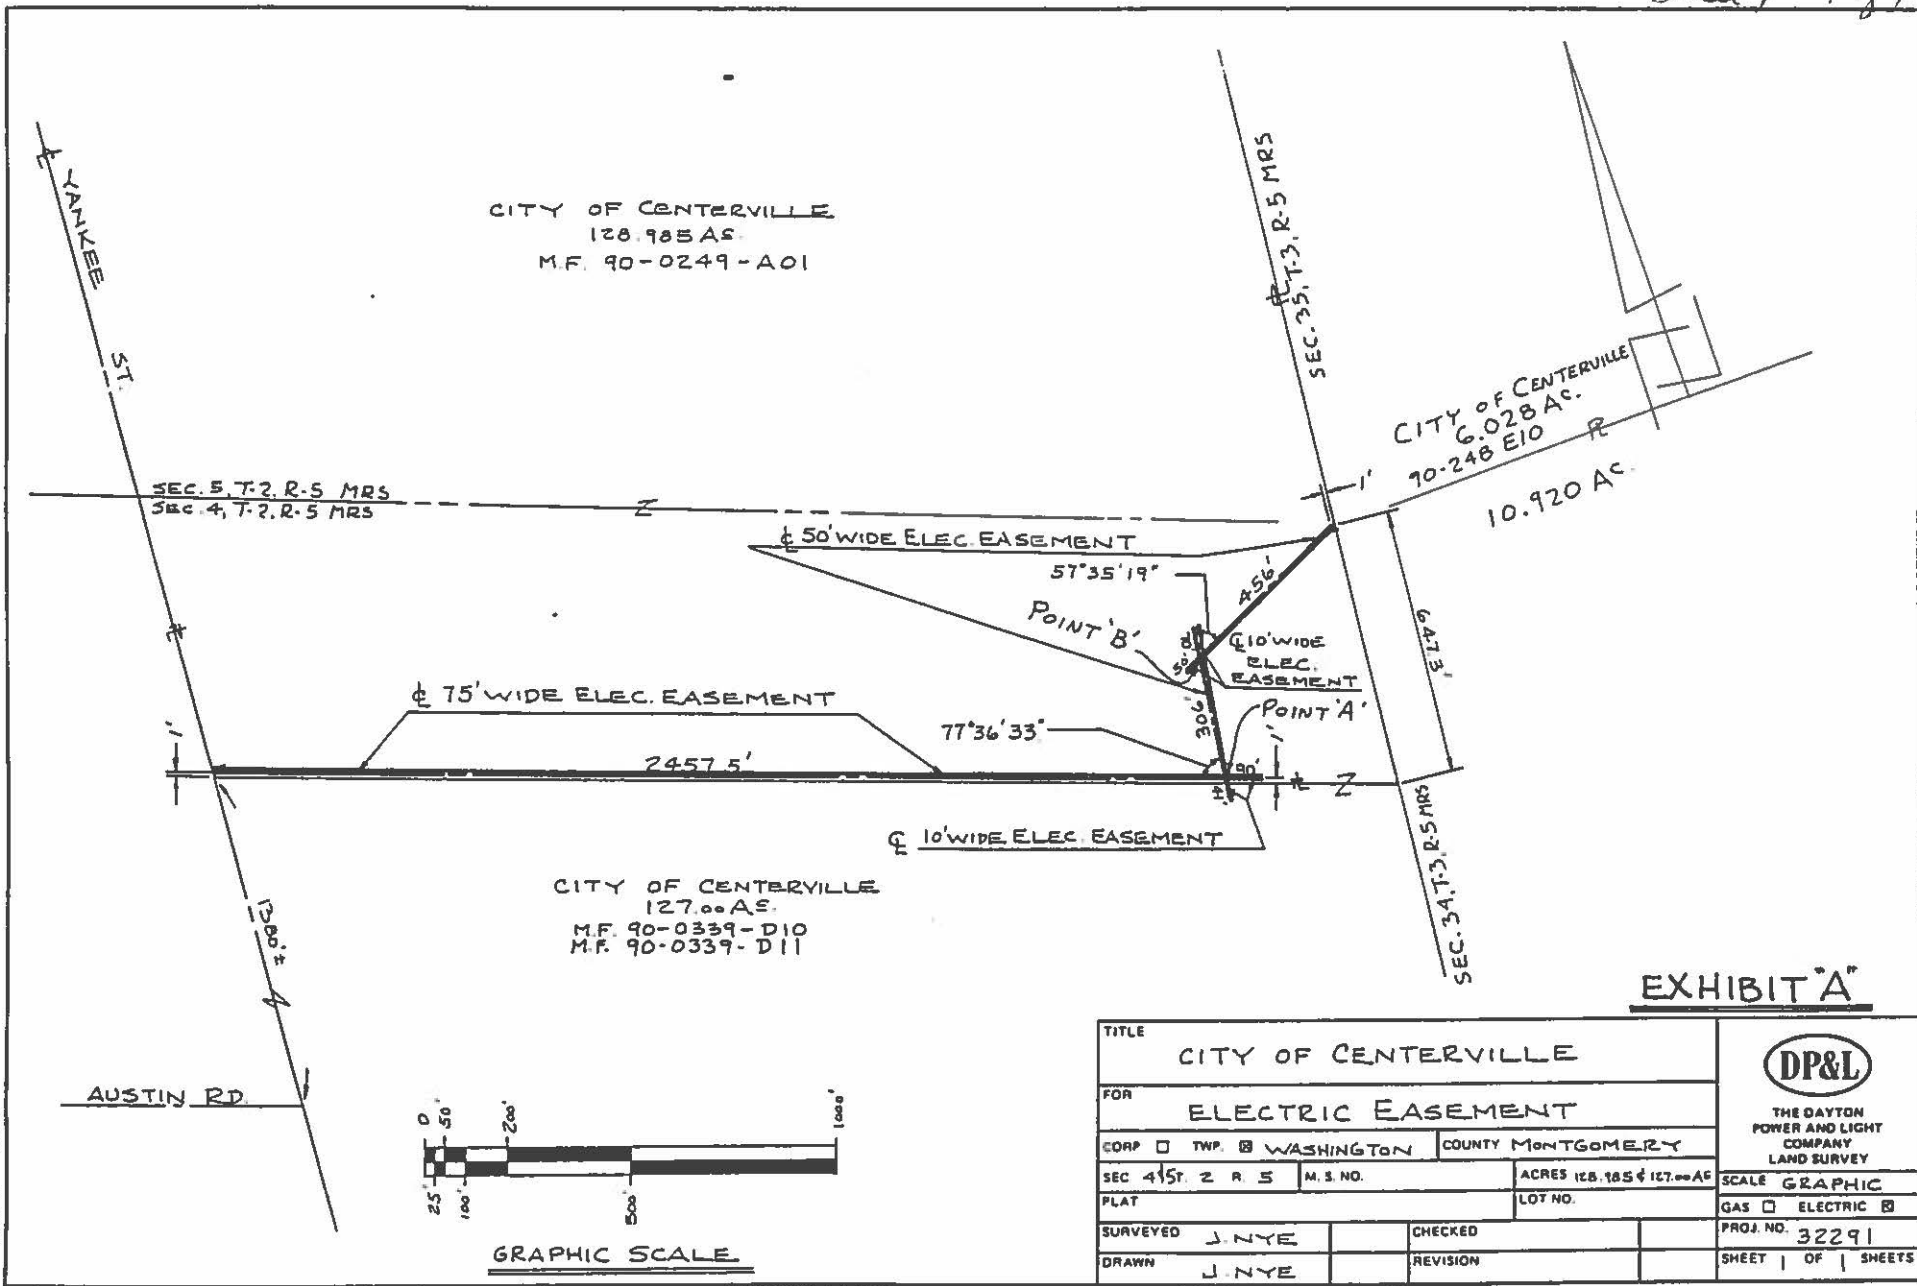 CITY OF CENTERVILLE
128.985 AC.
M.F. 90-0249-A01
YANKEE ST.
SEC. 35, T-3, R-5 MRS
CITY OF CENTERVILLE
6.028 AC.
90-248 E10
10.920 AC.
1'
SEC. 5, T-2, R-5 MRS
SEC. 4, T-2, R-5 MRS
℄ 50' WIDE ELEC. EASEMENT
57°35'19"
456'
POINT 'B'
℄ 10' WIDE
ELEC.
EASEMENT
647.3'
50'
306'
POINT 'A'
℄ 75' WIDE ELEC. EASEMENT
77°36'33"
1'
2457.5'
90'
1'
℄ 10' WIDE ELEC. EASEMENT
SEC. 34, T-3, R-5 MRS
CITY OF CENTERVILLE
127.00 AC.
M.F. 90-0339-D10
M.F. 90-0339-D11
1380'±
AUSTIN RD.
0 50' 200' 1000'
25' 100' 500'
GRAPHIC SCALE
EXHIBIT "A"
TITLE
CITY OF CENTERVILLE
FOR
ELECTRIC EASEMENT
CORP ☐ TWP. ☒ WASHINGTON COUNTY MONTGOMERY
SEC 4&5 T. 2 R. 5 M.S. NO. ACRES 128.985 & 127.00 AC
PLAT LOT NO.
SURVEYED J. NYE CHECKED
DRAWN J. NYE REVISION
DP&L
THE DAYTON
POWER AND LIGHT
COMPANY
LAND SURVEY
SCALE GRAPHIC
GAS ☐ ELECTRIC ☒
PROJ. NO. 32291
SHEET 1 OF 1 SHEETS